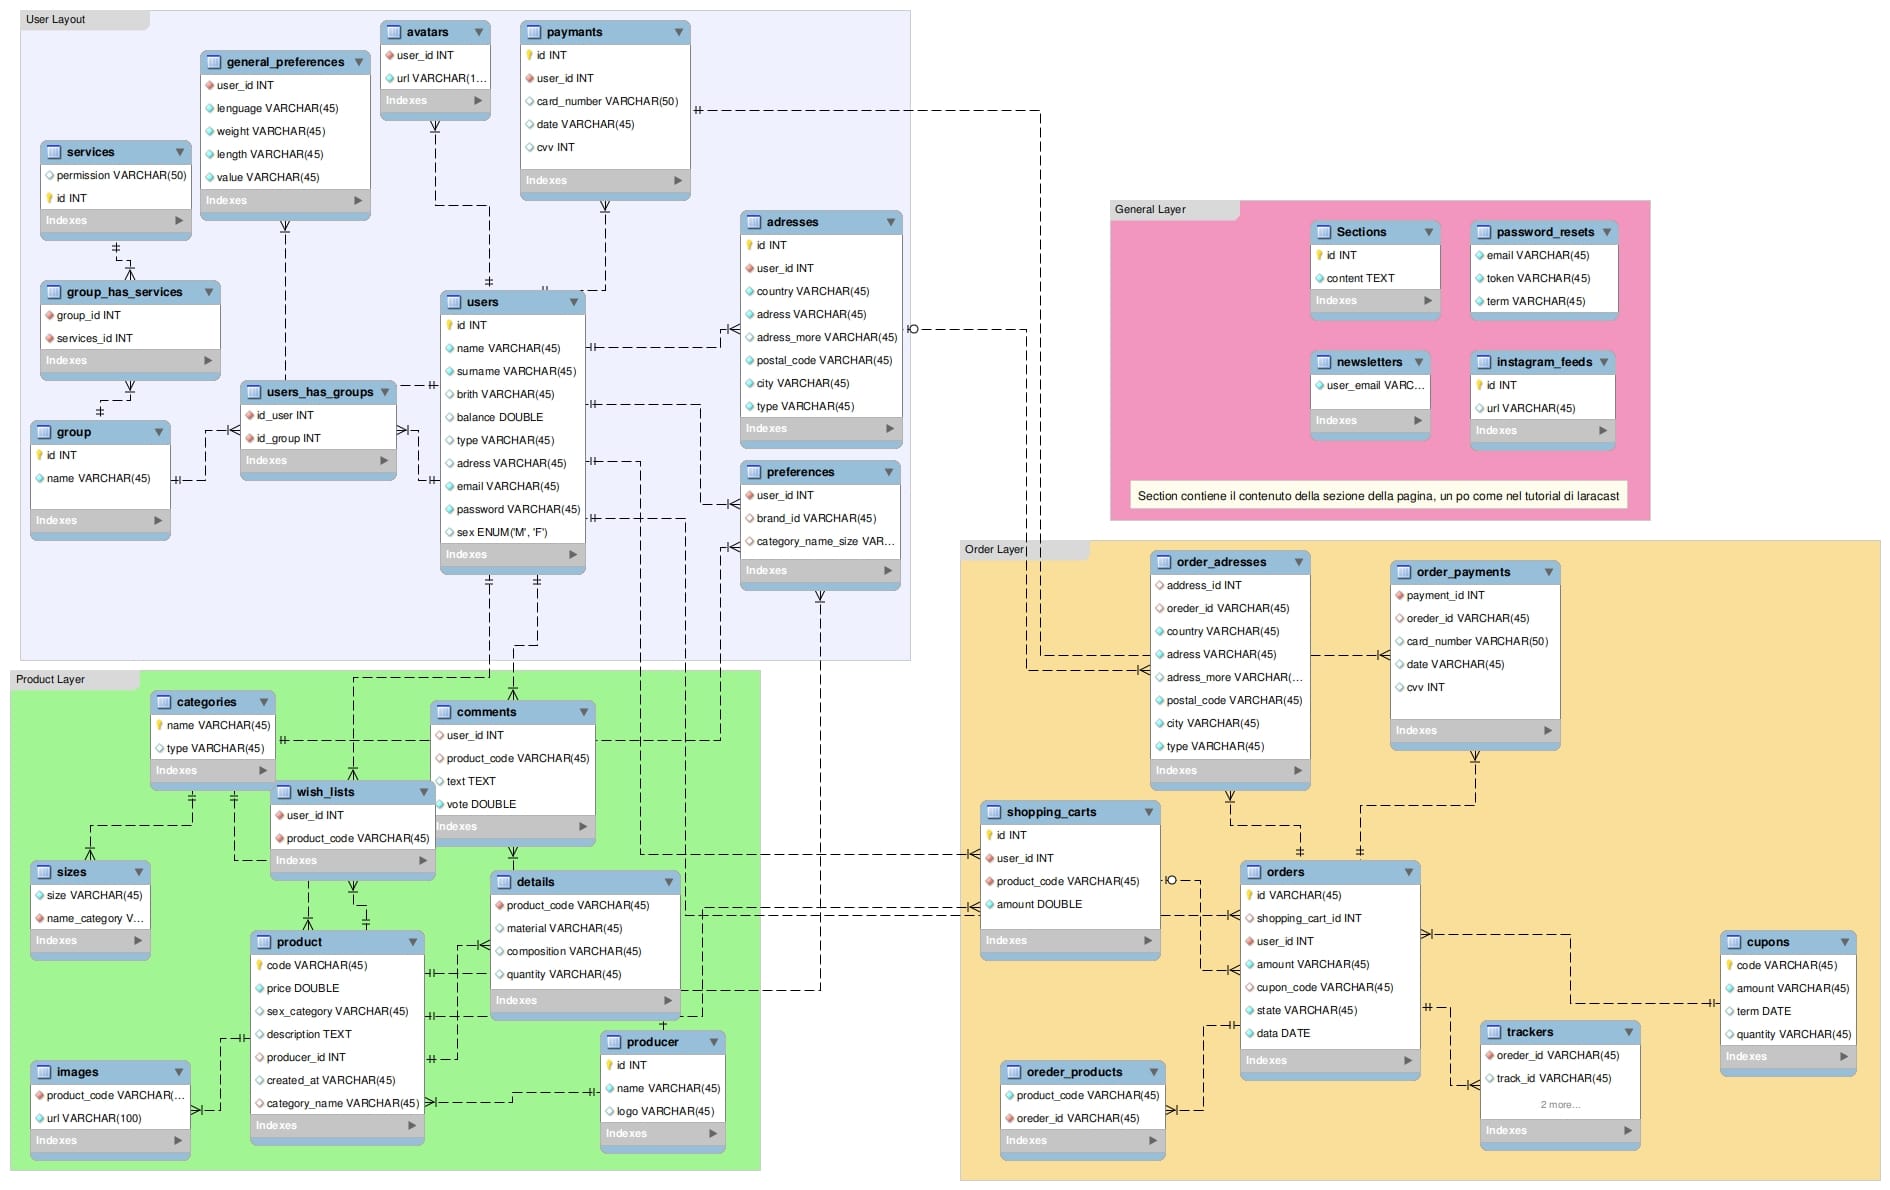 User Layout
avatars
user_id INT
url VARCHAR(1...
Indexes
paymants
id INT
user_id INT
card_number VARCHAR(50)
date VARCHAR(45)
cvv INT
Indexes
general_preferences
user_id INT
lenguage VARCHAR(45)
weight VARCHAR(45)
length VARCHAR(45)
value VARCHAR(45)
Indexes
services
permission VARCHAR(50)
id INT
Indexes
group_has_services
group_id INT
services_id INT
Indexes
group
id INT
name VARCHAR(45)
Indexes
users_has_groups
id_user INT
id_group INT
Indexes
users
id INT
name VARCHAR(45)
surname VARCHAR(45)
brith VARCHAR(45)
balance DOUBLE
type VARCHAR(45)
adress VARCHAR(45)
email VARCHAR(45)
password VARCHAR(45)
sex ENUM('M', 'F')
Indexes
adresses
id INT
user_id INT
country VARCHAR(45)
adress VARCHAR(45)
adress_more VARCHAR(45)
postal_code VARCHAR(45)
city VARCHAR(45)
type VARCHAR(45)
Indexes
preferences
user_id INT
brand_id VARCHAR(45)
category_name_size VAR...
Indexes
General Layer
Sections
id INT
content TEXT
Indexes
password_resets
email VARCHAR(45)
token VARCHAR(45)
term VARCHAR(45)
Indexes
newsletters
user_email VARC...
Indexes
instagram_feeds
id INT
url VARCHAR(45)
Indexes
Section contiene il contenuto della sezione della pagina, un po come nel tutorial di laracast
Product Layer
categories
name VARCHAR(45)
type VARCHAR(45)
Indexes
comments
user_id INT
product_code VARCHAR(45)
text TEXT
vote DOUBLE
Indexes
wish_lists
user_id INT
product_code VARCHAR(45)
Indexes
sizes
size VARCHAR(45)
name_category V...
Indexes
details
product_code VARCHAR(45)
material VARCHAR(45)
composition VARCHAR(45)
quantity VARCHAR(45)
Indexes
product
code VARCHAR(45)
price DOUBLE
sex_category VARCHAR(45)
description TEXT
producer_id INT
created_at VARCHAR(45)
category_name VARCHAR(45)
Indexes
images
product_code VARCHAR(...
url VARCHAR(100)
Indexes
producer
id INT
name VARCHAR(45)
logo VARCHAR(45)
Indexes
Order Layer
order_adresses
address_id INT
oreder_id VARCHAR(45)
country VARCHAR(45)
adress VARCHAR(45)
adress_more VARCHAR(...
postal_code VARCHAR(45)
city VARCHAR(45)
type VARCHAR(45)
Indexes
order_payments
payment_id INT
oreder_id VARCHAR(45)
card_number VARCHAR(50)
date VARCHAR(45)
cvv INT
Indexes
shopping_carts
id INT
user_id INT
product_code VARCHAR(45)
amount DOUBLE
Indexes
orders
id VARCHAR(45)
shopping_cart_id INT
user_id INT
amount VARCHAR(45)
cupon_code VARCHAR(45)
state VARCHAR(45)
data DATE
Indexes
cupons
code VARCHAR(45)
amount VARCHAR(45)
term DATE
quantity VARCHAR(45)
Indexes
trackers
oreder_id VARCHAR(45)
track_id VARCHAR(45)
2 more...
Indexes
oreder_products
product_code VARCHAR(45)
oreder_id VARCHAR(45)
Indexes